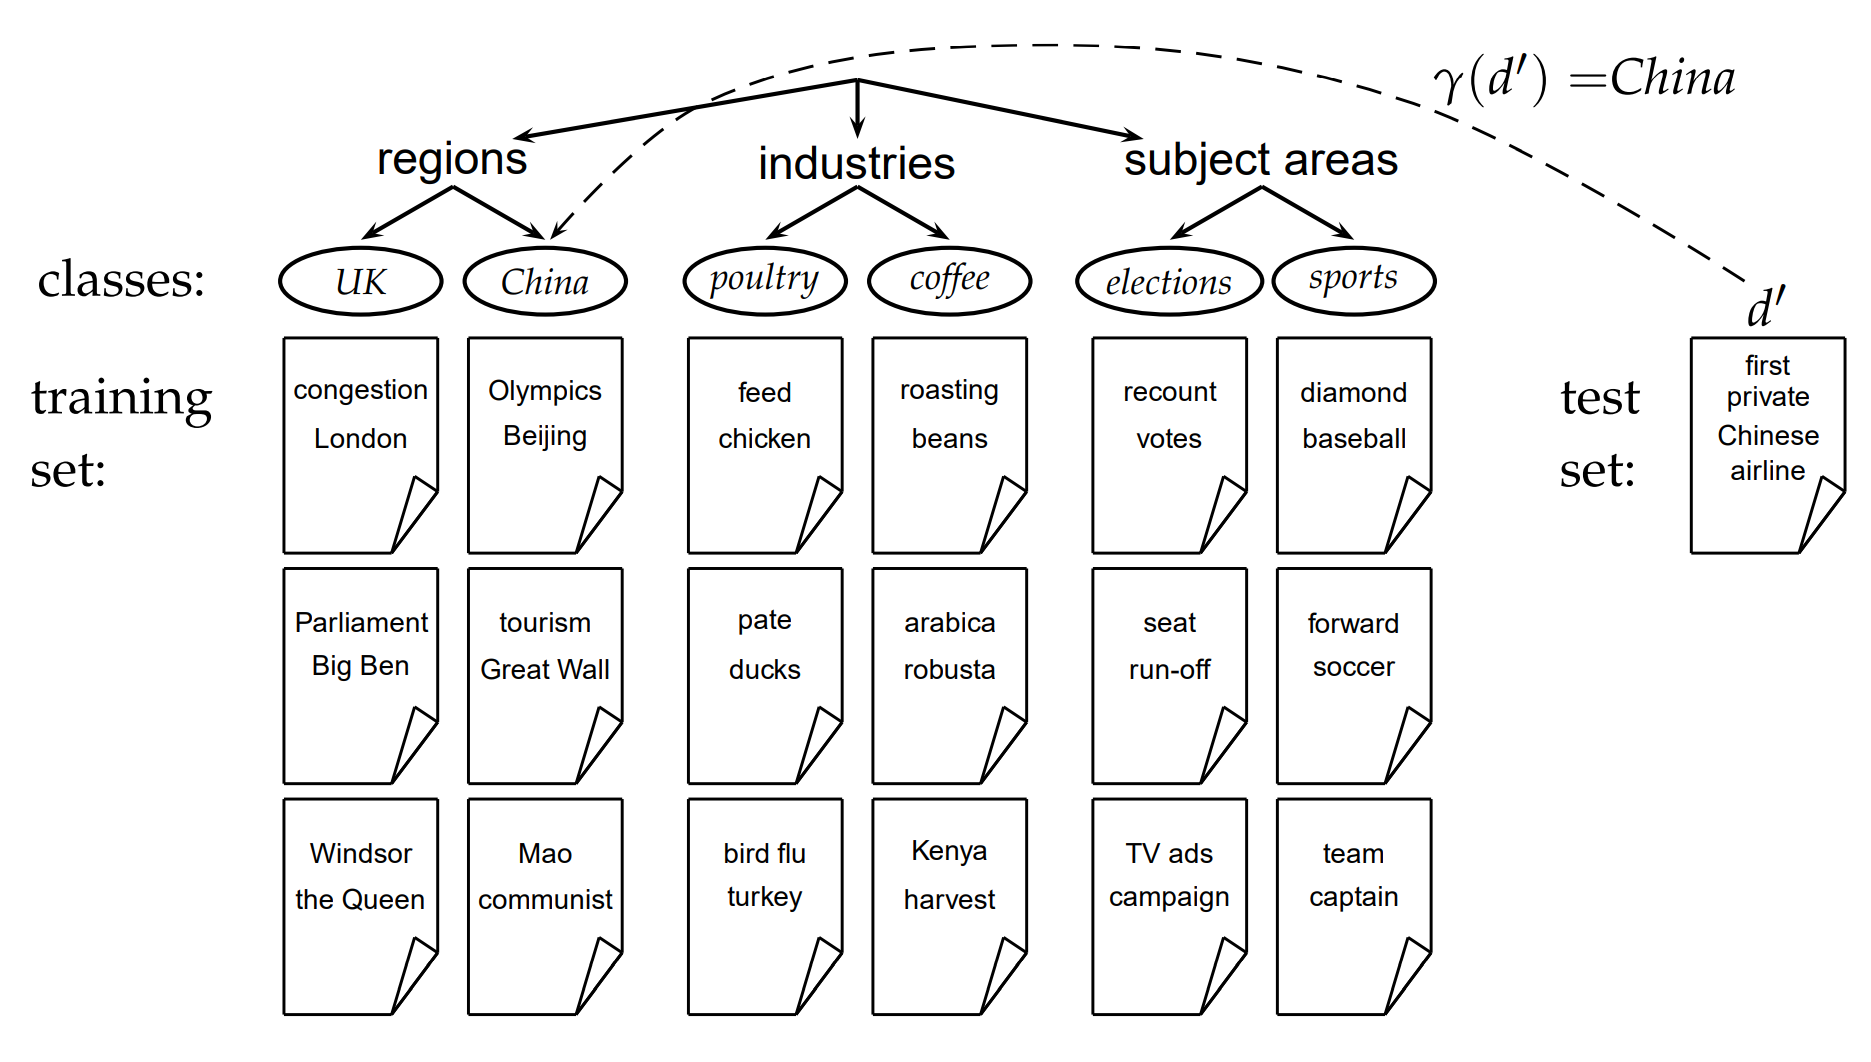 γ(d′) =China
regions
industries
subject areas
classes:
UK
China
poultry
coffee
elections
sports
d′
training
set:
congestion
London
Olympics
Beijing
feed
chicken
roasting
beans
recount
votes
diamond
baseball
test
set:
first
private
Chinese
airline
Parliament
Big Ben
tourism
Great Wall
pate
ducks
arabica
robusta
seat
run-off
forward
soccer
Windsor
the Queen
Mao
communist
bird flu
turkey
Kenya
harvest
TV ads
campaign
team
captain